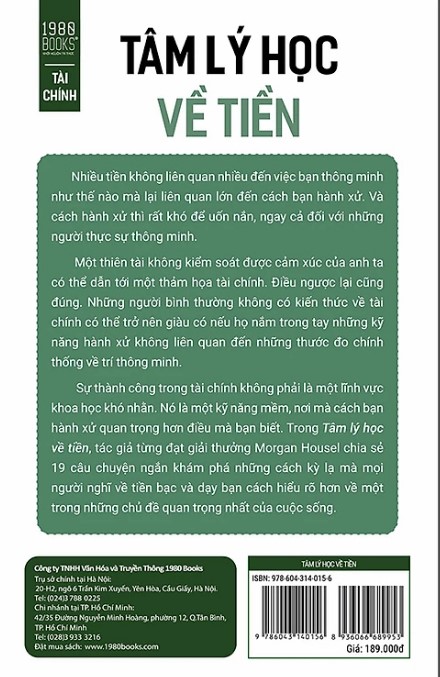 1980
BOOKS
TÀI
CHÍNH
TÂM LÝ HỌC
VỀ TIỀN
Nhiều tiền không liên quan nhiều đến việc bạn thông minh
như thế nào mà lại liên quan lớn đến cách bạn hành xử. Và
cách hành xử thì rất khó để uốn nắn, ngay cả đối với những
người thực sự thông minh.
Một thiên tài không kiểm soát được cảm xúc của anh ta
có thể dẫn tới một thảm họa tài chính. Điều ngược lại cũng
đúng. Những người bình thường không có kiến thức về tài
chính có thể trở nên giàu có nếu họ nắm trong tay những kỹ
năng hành xử không liên quan đến những thước đo chính
thống về trí thông minh.
Sự thành công trong tài chính không phải là một lĩnh vực
khoa học khó nhằn. Nó là một kỹ năng mềm, nơi mà cách bạn
hành xử quan trọng hơn điều mà bạn biết. Trong Tâm lý học
về tiền, tác giả từng đạt giải thưởng Morgan Housel chia sẻ
19 câu chuyện ngắn khám phá những cách kỳ lạ mà mọi
người nghĩ về tiền bạc và dạy bạn cách hiểu rõ hơn về một
trong những chủ đề quan trọng nhất của cuộc sống.
Công ty TNHH Văn Hóa và Truyền Thông 1980 Books
Trụ sở chính tại Hà Nội:
20-H2, ngõ 6 Trần Kim Xuyến, Yên Hòa, Cầu Giấy, Hà Nội.
Tel: (024)3 788 0225
Chi nhánh tại TP. Hồ Chí Minh:
42/35 Đường Nguyễn Minh Hoàng, phường 12, Q.Tân Bình,
TP. Hồ Chí Minh
Tel: (028)3 933 3216
Đặt mua sách: www.1980books.com
TÂM LÝ HỌC VỀ TIỀN
ISBN: 978-604-314-015-6
9 786043 140156 8 936066 689953
Giá: 189.000đ